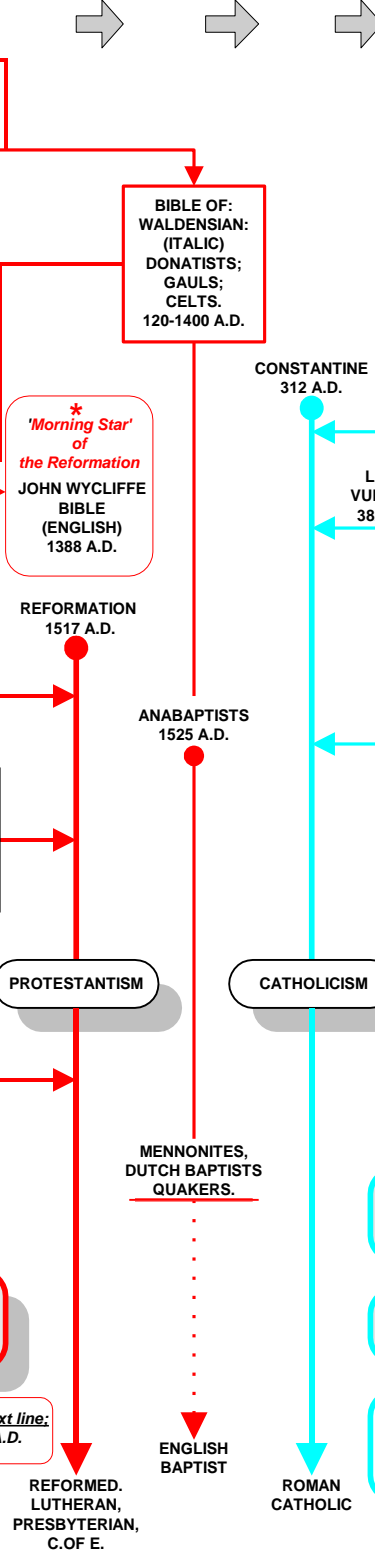 BIBLE OF:
WALDENSIAN:
(ITALIC)
DONATISTS;
GAULS;
CELTS.
120-1400 A.D.
CONSTANTINE
312 A.D.
*
'Morning Star'
of
the Reformation
JOHN WYCLIFFE
BIBLE
(ENGLISH)
1388 A.D.
REFORMATION
1517 A.D.
ANABAPTISTS
1525 A.D.
PROTESTANTISM
CATHOLICISM
MENNONITES,
DUTCH BAPTISTS
QUAKERS.
line;
A.D.
ENGLISH
BAPTIST
REFORMED.
LUTHERAN,
PRESBYTERIAN,
C.OF E.
ROMAN
CATHOLIC